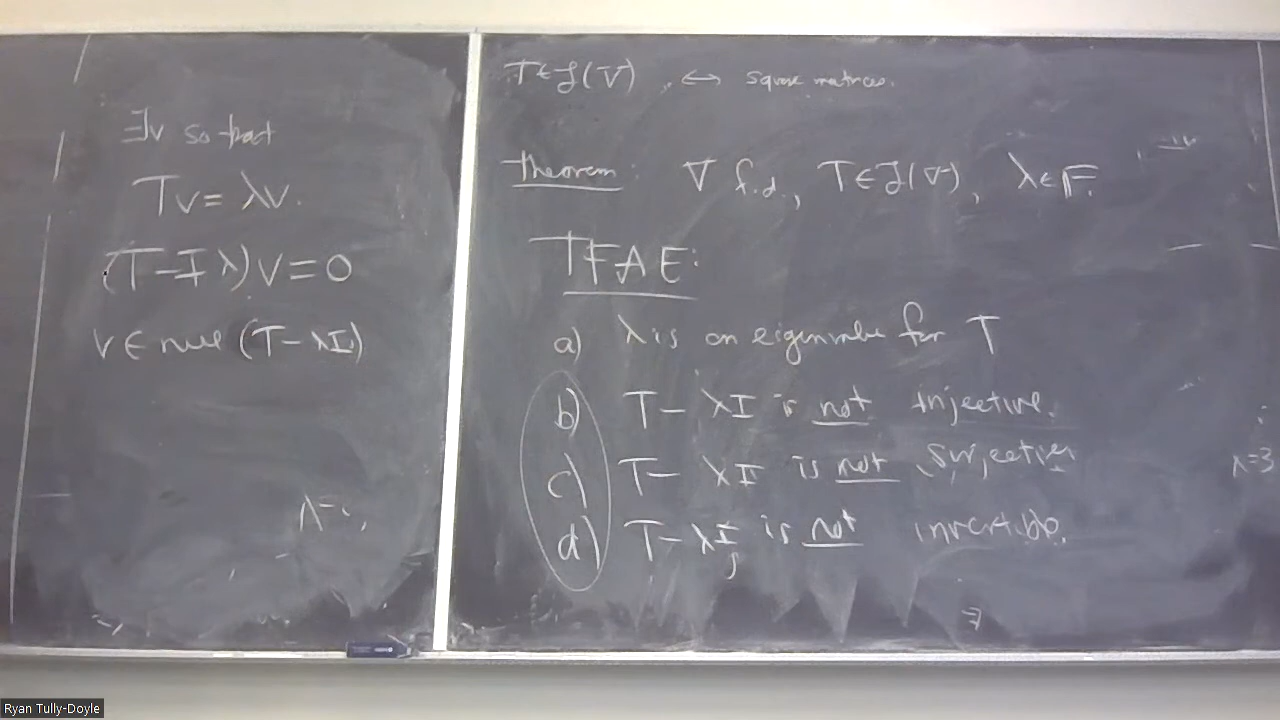 ∃v so that
Tv = λv.
(T - Iλ)v = 0
v ∈ null (T - λI)
λ=
T ∈ ℒ(V) ↔ square matrices.
Theorem: V f.d., T ∈ ℒ(V), λ ∈ F.
TFAE:
a) λ is an eigenvalue for T
b) T - λI is not injective.
c) T - λI is not surjective
d) T - λI is not invertible.
λ=3
Ryan Tully-Doyle